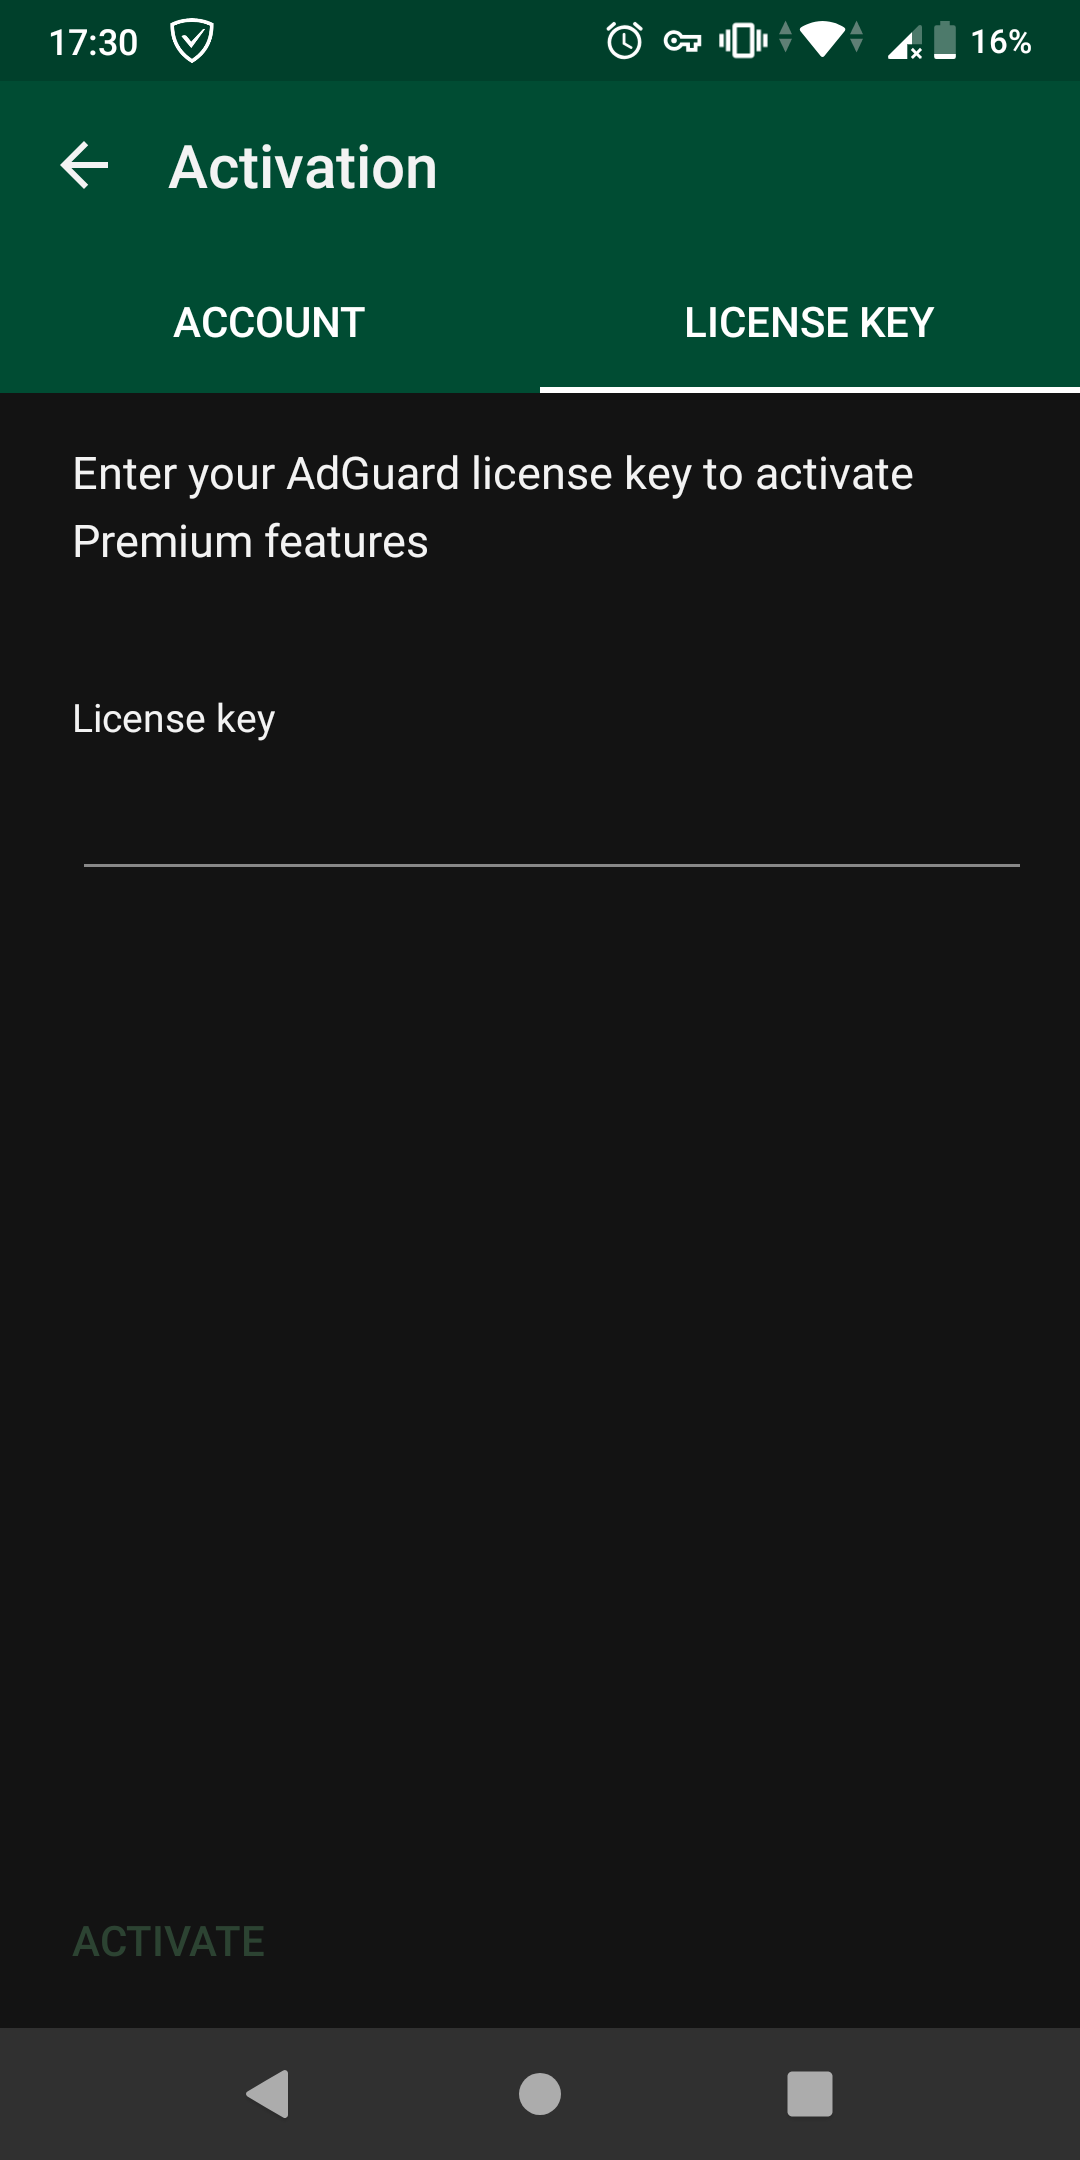 17:30 16%
Activation
ACCOUNT LICENSE KEY
Enter your AdGuard license key to activate
Premium features
License key
ACTIVATE